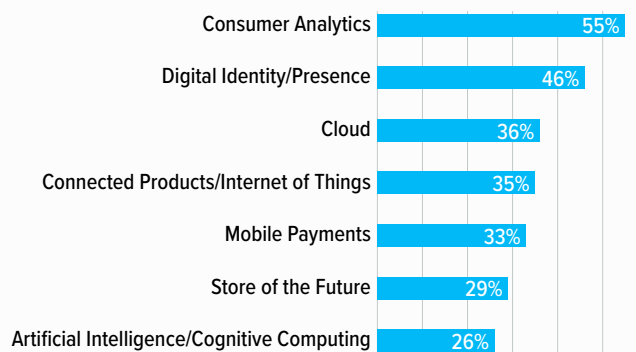 Consumer Analytics 55%
Digital Identity/Presence 46%
Cloud 36%
Connected Products/Internet of Things 35%
Mobile Payments 33%
Store of the Future 29%
Artificial Intelligence/Cognitive Computing 26%